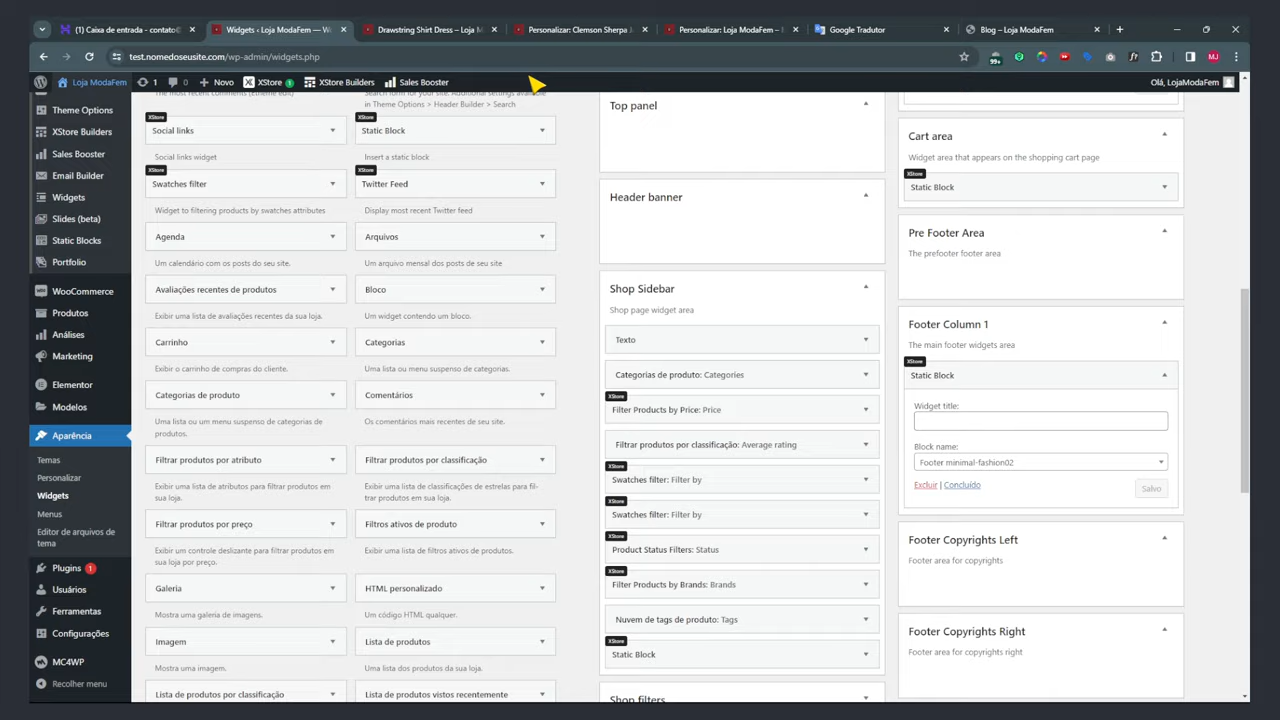 (1) Caixa de entrada - contato©
Widgets ‹ Loja ModaFem — W
Drawstring Shirt Dress – Loja M
Personalizar: Clemson Sherpa J
Personalizar: Loja ModaFem –
Google Tradutor
Blog – Loja ModaFem
test.nomedoseusite.com/wp-admin/widgets.php
99+
MJ
Loja ModaFem
1
Novo
XStore 1
XStore Builders
Sales Booster
Olá, LojaModaFem
Theme Options
XStore Builders
Sales Booster
Email Builder
Widgets
Slides (beta)
Static Blocks
Portfolio
WooCommerce
Produtos
Análises
Marketing
Elementor
Modelos
Aparência
Temas
Personalizar
Widgets
Menus
Editor de arquivos de
tema
Plugins 1
Usuários
Ferramentas
Configurações
MC4WP
Recolher menu
in Theme Options > Header Builder > Search
XStore
Social links
Social links widget
XStore
Static Block
Insert a static block
XStore
Swatches filter
Widget to filtering products by swatches attributes
XStore
Twitter Feed
Display most recent Twitter feed
Agenda
Um calendário com os posts do seu site.
Arquivos
Um arquivo mensal dos posts de seu site
Avaliações recentes de produtos
Exibir uma lista de avaliações recentes da sua loja.
Bloco
Um widget contendo um bloco.
Carrinho
Exibir o carrinho de compras do cliente.
Categorias
Uma lista ou menu suspenso de categorias.
Categorias de produto
Uma lista ou um menu suspenso de categorias de
produtos.
Comentários
Os comentários mais recentes de seu site.
Filtrar produtos por atributo
Exibir uma lista de atributos para filtrar produtos em
sua loja.
Filtrar produtos por classificação
Exibir uma lista de classificações de estrelas para fil-
trar produtos em sua loja.
Filtrar produtos por preço
Exibir um controle deslizante para filtrar produtos em
sua loja por preço.
Filtros ativos de produto
Exibir uma lista de filtros ativos de produto.
Galeria
Mostra uma galeria de imagens.
HTML personalizado
Um código HTML qualquer.
Imagem
Mostra uma imagem.
Lista de produtos
Uma lista dos produtos da sua loja.
Lista de produtos por classificação
Lista de produtos vistos recentemente
Top panel
Header banner
Shop Sidebar
Shop page widget area
Texto
Categorias de produto: Categories
XStore
Filter Products by Price: Price
Filtrar produtos por classificação: Average rating
XStore
Swatches filter: Filter by
XStore
Swatches filter: Filter by
XStore
Product Status Filters: Status
XStore
Filter Products by Brands: Brands
Nuvem de tags de produto: Tags
XStore
Static Block
Shop filters
Cart area
Widget area that appears on the shopping cart page
XStore
Static Block
Pre Footer Area
The prefooter footer area
Footer Column 1
The main footer widgets area
XStore
Static Block
Widget title:
Block name:
Footer minimal-fashion02
Excluir | Concluído
Salvo
Footer Copyrights Left
Footer area for copyrights
Footer Copyrights Right
Footer area for copyrights right